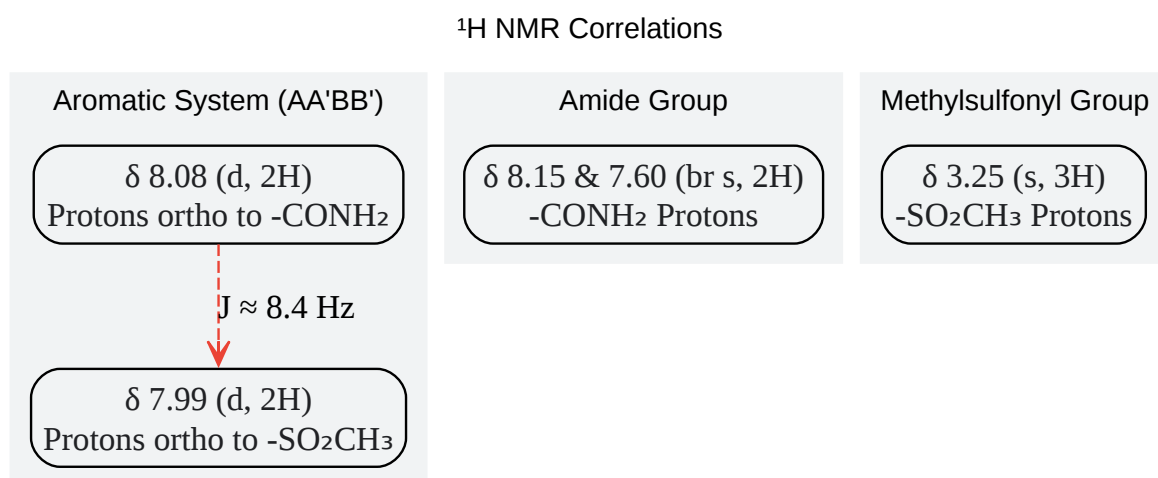 ¹H NMR Correlations
Aromatic System (AA'BB')
δ 8.08 (d, 2H)
Protons ortho to -CONH₂
J ≈ 8.4 Hz
δ 7.99 (d, 2H)
Protons ortho to -SO₂CH₃
Amide Group
δ 8.15 & 7.60 (br s, 2H)
-CONH₂ Protons
Methylsulfonyl Group
δ 3.25 (s, 3H)
-SO₂CH₃ Protons